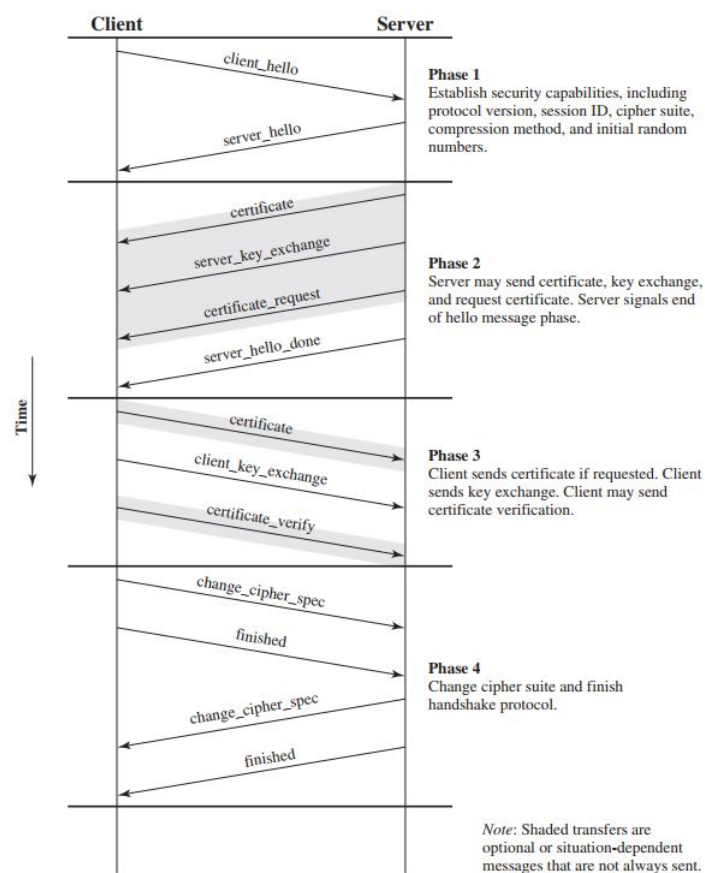 Client
Server
client_hello
Phase 1
Establish security capabilities, including
protocol version, session ID, cipher suite,
compression method, and initial random
numbers.
server_hello
certificate
server_key_exchange
Phase 2
Server may send certificate, key exchange,
and request certificate. Server signals end
of hello message phase.
certificate_request
server_hello_done
Time
certificate
client_key_exchange
Phase 3
Client sends certificate if requested. Client
sends key exchange. Client may send
certificate verification.
certificate_verify
change_cipher_spec
finished
Phase 4
Change cipher suite and finish
handshake protocol.
change_cipher_spec
finished
Note: Shaded transfers are
optional or situation-dependent
messages that are not always sent.